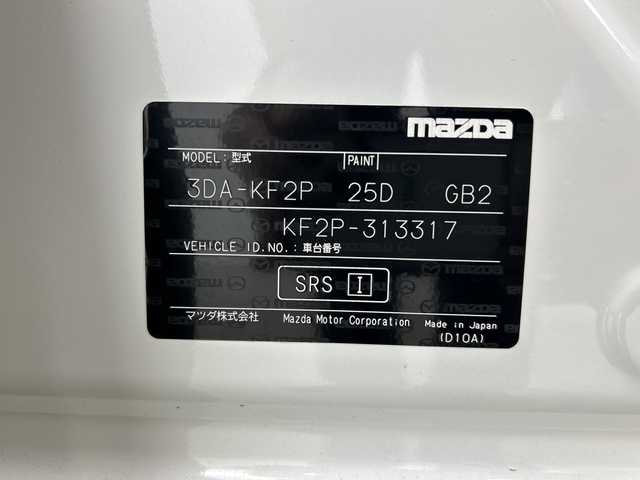 mazda
MODEL: 型式 PAINT
3DA-KF2P 25D GB2
KF2P-313317
VEHICLE ID.NO.: 車台番号
SRS I
マツダ株式会社 Mazda Motor Corporation Made in Japan
(D10A)